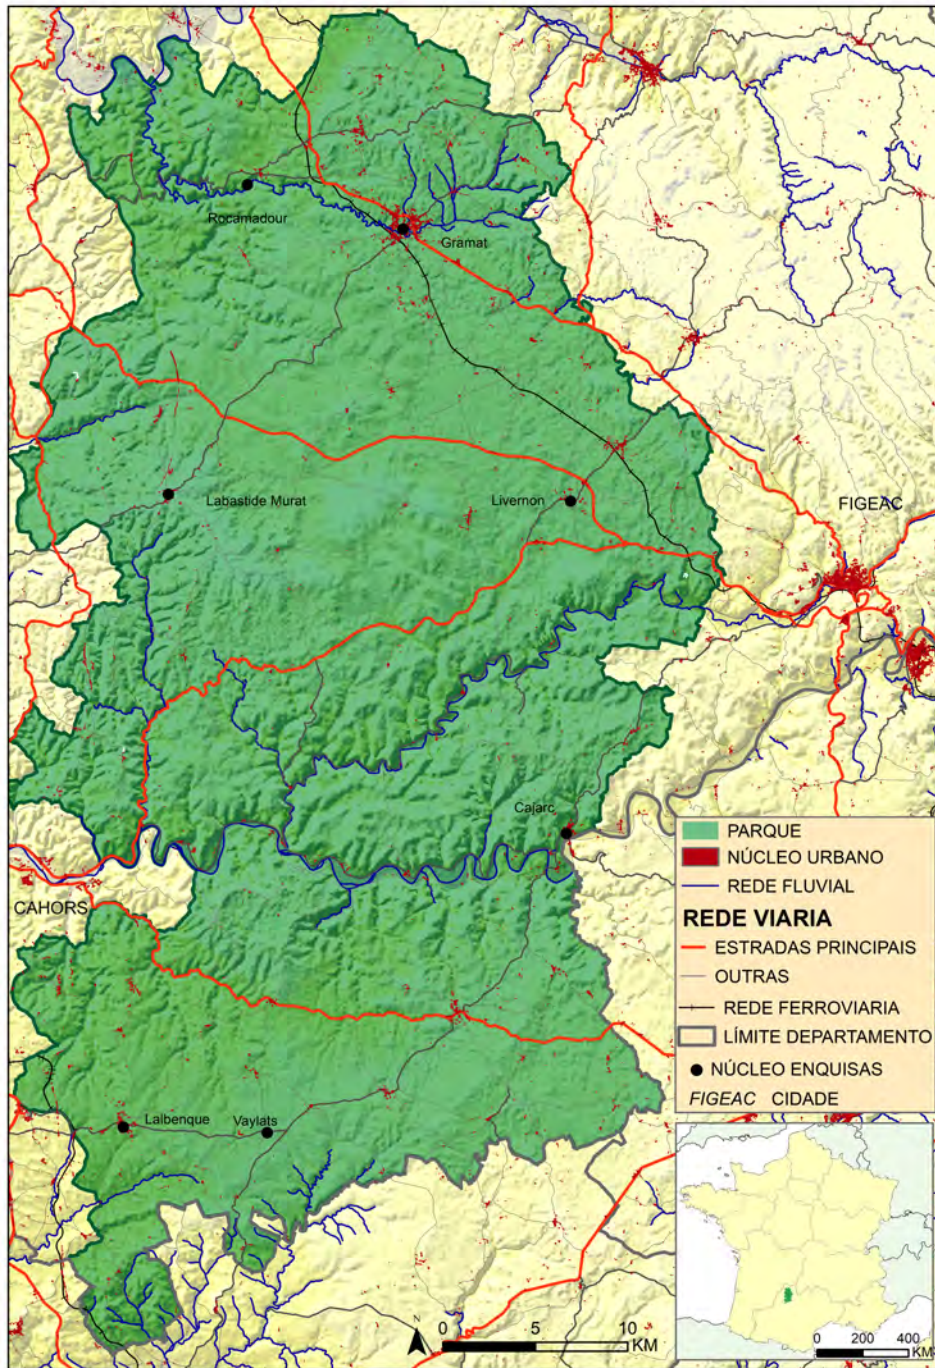 Rocamadour
Gramat
Labastide Murat
Livernon
FIGEAC
Cajarc
CAHORS
Lalbenque
Vaylats
PARQUE
NÚCLEO URBANO
REDE FLUVIAL
REDE VIARIA
ESTRADAS PRINCIPAIS
OUTRAS
REDE FERROVIARIA
LÍMITE DEPARTAMENTO
NÚCLEO ENQUISAS
FIGEAC CIDADE
N
0 5 10
KM
0 200 400
KM